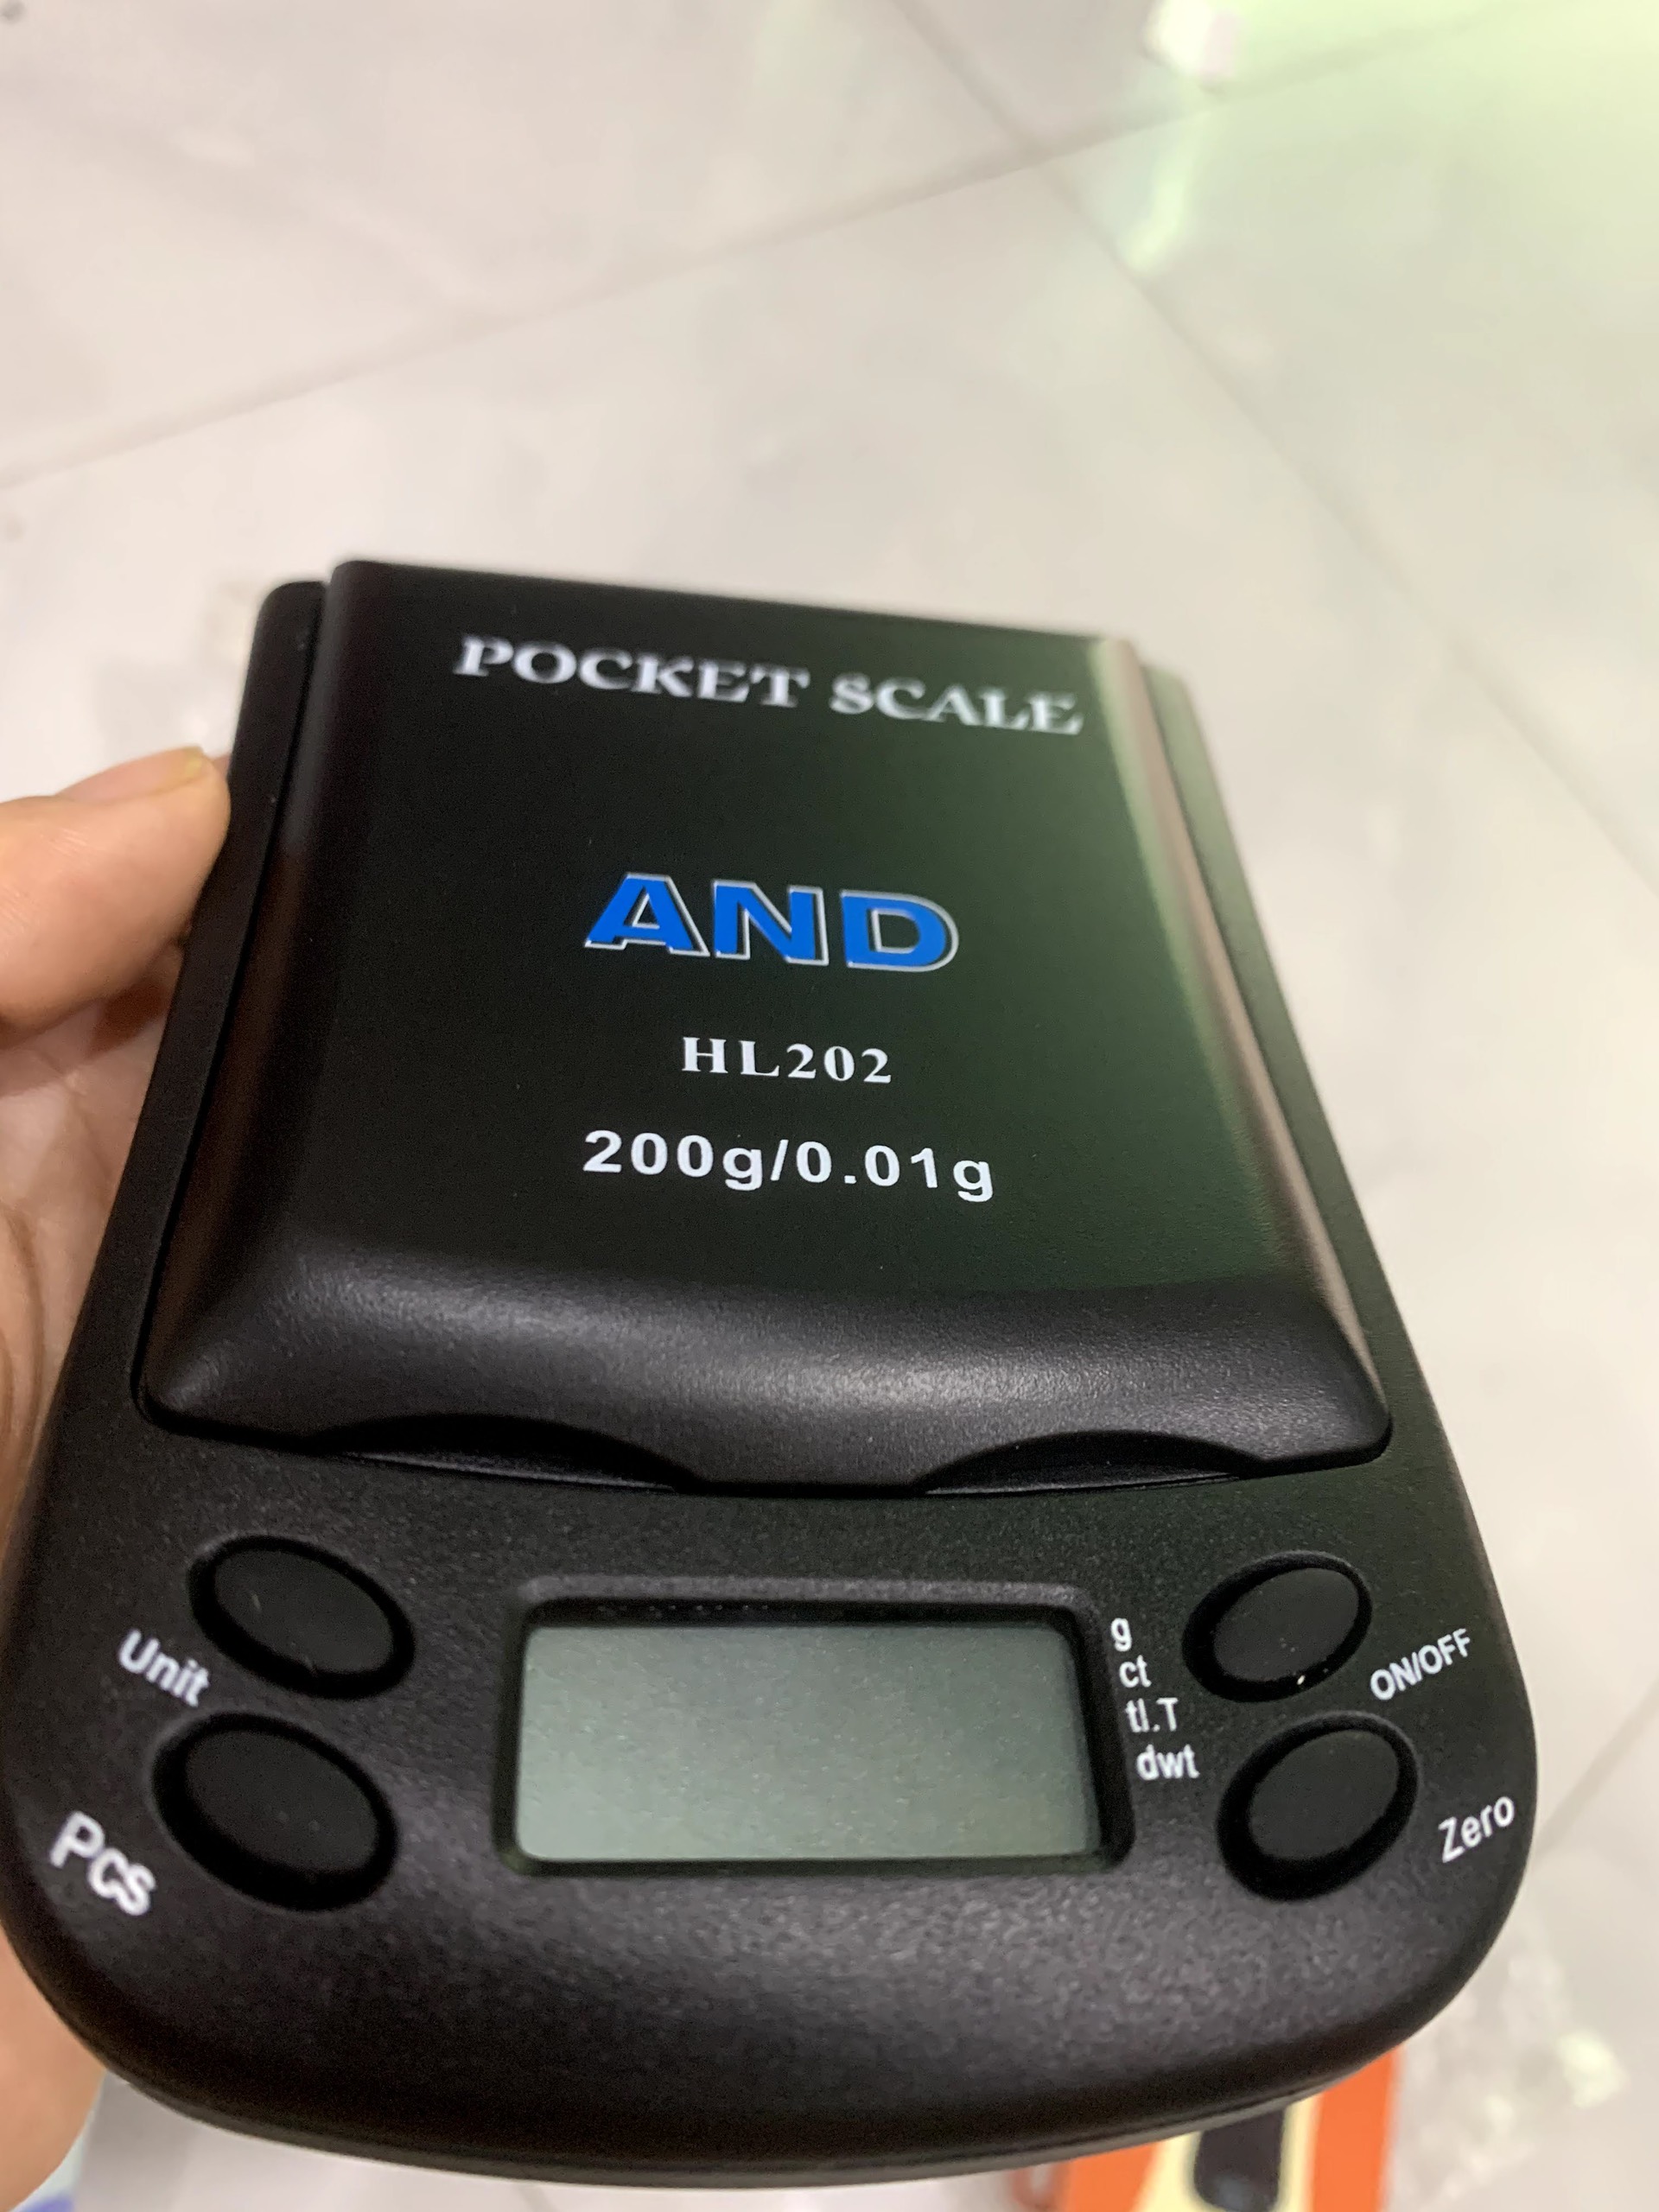 POCKET SCALE
AND
HL202
200g/0.01g
Unit
Pcs
g
ct
tl.T
dwt
ON/OFF
Zero